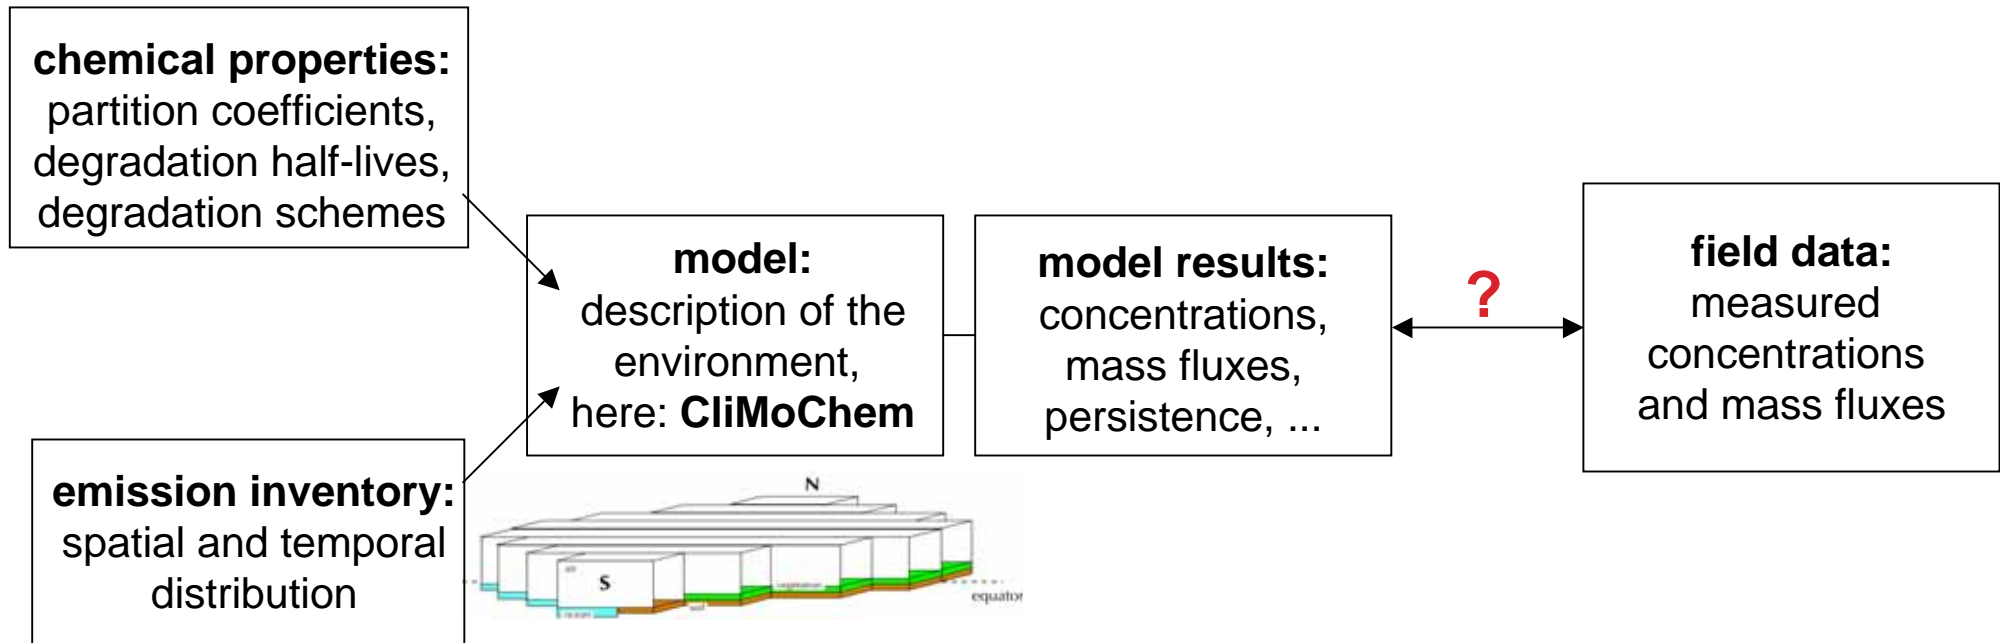 chemical properties:
partition coefficients,
degradation half-lives,
degradation schemes
emission inventory:
spatial and temporal
distribution
model:
description of the
environment,
here: CliMoChem
model results:
concentrations,
mass fluxes,
persistence, ...
?
field data:
measured
concentrations
and mass fluxes
N
S
equator